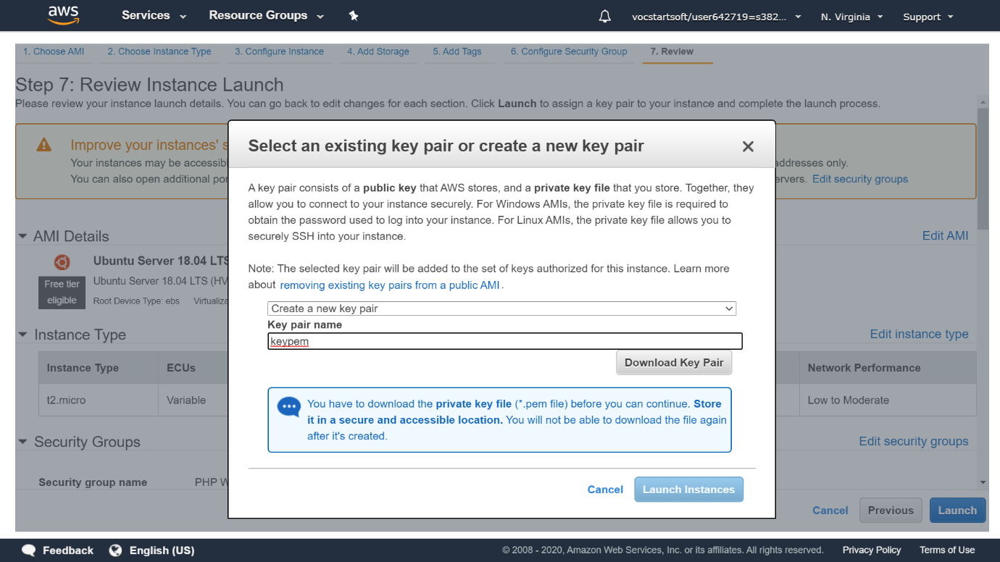 aws Services Resource Groups vocstartsoft/user642719=s382... N. Virginia Support
1. Choose AMI 2. Choose Instance Type 3. Configure Instance 4. Add Storage 5. Add Tags 6. Configure Security Group 7. Review
Step 7: Review Instance Launch
Please review your instance launch details. You can go back to edit changes for each section. Click Launch to assign a key pair to your instance and complete the launch process.
Improve your instances'
Your instances may be
addresses only.
You can also open additional
Edit security groups
AMI Details
Edit AMI
Ubuntu Server 18.04
Free tier
eligible
Ubuntu Server 18.04 LTS
Root Device Type: ebs
Instance Type
Edit instance type
Instance Type ECUs Network Performance
t2.micro Variable Low to Moderate
Security Groups
Edit security groups
Security group name PHP
Cancel Previous Launch
Select an existing key pair or create a new key pair
A key pair consists of a public key that AWS stores, and a private key file that you store. Together, they
allow you to connect to your instance securely. For Windows AMIs, the private key file is required to
obtain the password used to log into your instance. For Linux AMIs, the private key file allows you to
securely SSH into your instance.
Note: The selected key pair will be added to the set of keys authorized for this instance. Learn more
about removing existing key pairs from a public AMI.
Create a new key pair
Key pair name
keypem
Download Key Pair
You have to download the private key file (*.pem file) before you can continue. Store
it in a secure and accessible location. You will not be able to download the file again
after it's created.
Cancel Launch Instances
Feedback English (US) © 2008 - 2020, Amazon Web Services, Inc. or its affiliates. All rights reserved. Privacy Policy Terms of Use